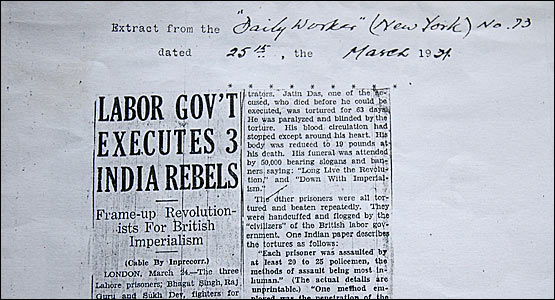 Extract from the "Daily Worker" (New York) No. 73
dated 25th, the March 1931.
* * * * * * * * *
LABOR GOV'T
EXECUTES 3
INDIA REBELS
Frame-up Revolution-
ists For British
Imperialism
(Cable By Inprecorr.)
LONDON, March 24.—The three
Lahore prisoners; Bhagat Singh, Raj
Guru and Sukh Dev, fighters for
trators. Jatin Das, one of the ac-
cused, who died before he could be
executed, was tortured for 63 days.
He was paralyzed and blinded by the
torture. His blood circulation had
stopped except around his heart. His
body was reduced to 19 pounds at
his death. His funeral was attended
by 50,000 bearing slogans and ban-
ners saying: "Long Live the Revolu-
tion," and "Down With Imperial-
ism."
The other prisoners were all tor-
tured and beaten repeatedly. They
were handcuffed and flogged by the
"civilizers" of the British labor gov-
ernment. One Indian paper describes
the tortures as follows:
"Each prisoner was assaulted by
at least 20 to 25 policemen, the
methods of assault being most in-
human." (The actual details are
unprintable.) "One method em-
ployed was the penetration of the